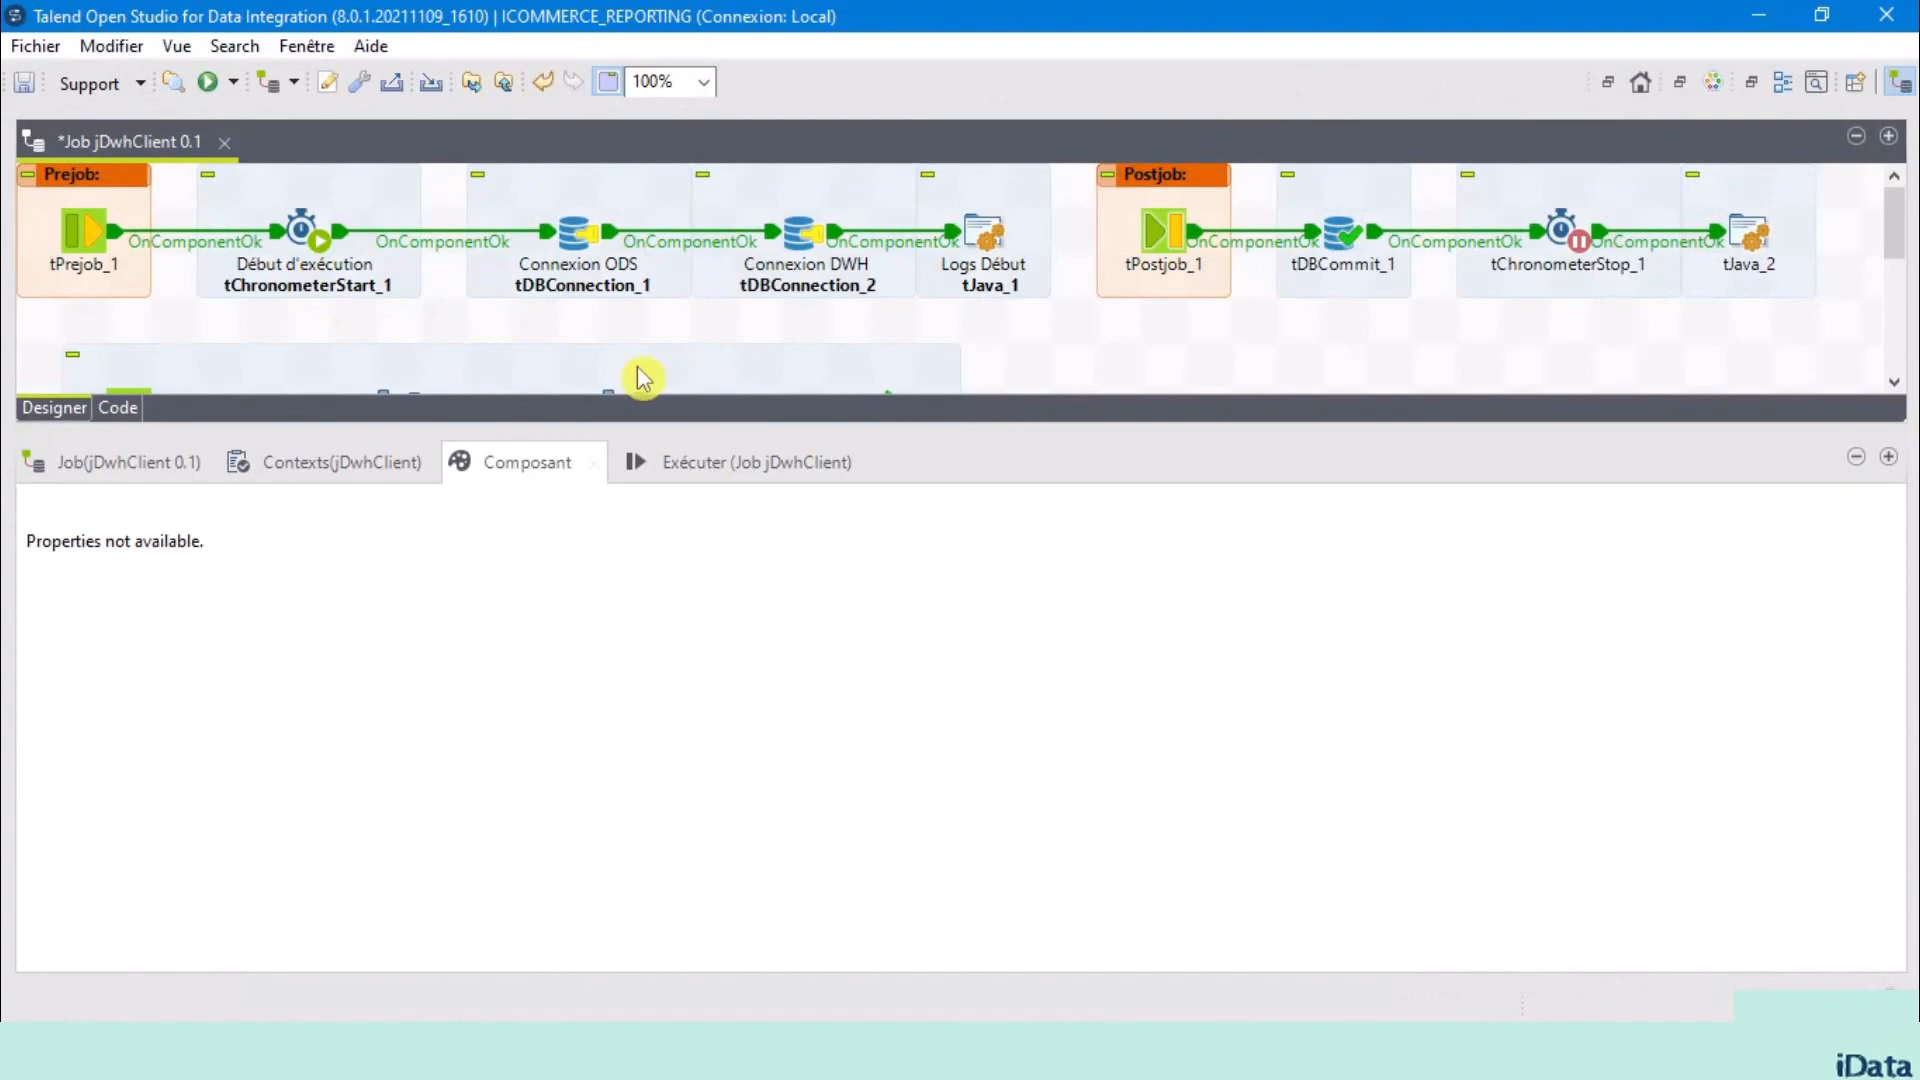 Talend Open Studio for Data Integration (8.0.1.20211109_1610) | ICOMMERCE_REPORTING (Connexion: Local)
Fichier Modifier Vue Search Fenêtre Aide
Support 100%
*Job jDwhClient 0.1
Prejob: Postjob:
OnComponentOk OnComponentOk OnComponentOk OnComponentOk OnComponentOk OnComponentOk OnComponentOk
tPrejob_1 Début d'exécution Connexion ODS Connexion DWH Logs Début tPostjob_1 tDBCommit_1 tChronometerStop_1 tJava_2
tChronometerStart_1 tDBConnection_1 tDBConnection_2 tJava_1
Designer Code
Job(jDwhClient 0.1) Contexts(jDwhClient) Composant Exécuter (Job jDwhClient)
Properties not available.
iData